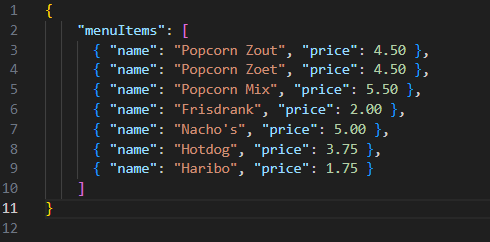 1 {
2     "menuItems": [
3       { "name": "Popcorn Zout", "price": 4.50 },
4       { "name": "Popcorn Zoet", "price": 4.50 },
5       { "name": "Popcorn Mix", "price": 5.50 },
6       { "name": "Frisdrank", "price": 2.00 },
7       { "name": "Nacho's", "price": 5.00 },
8       { "name": "Hotdog", "price": 3.75 },
9       { "name": "Haribo", "price": 1.75 }
10     ]
11 }
12